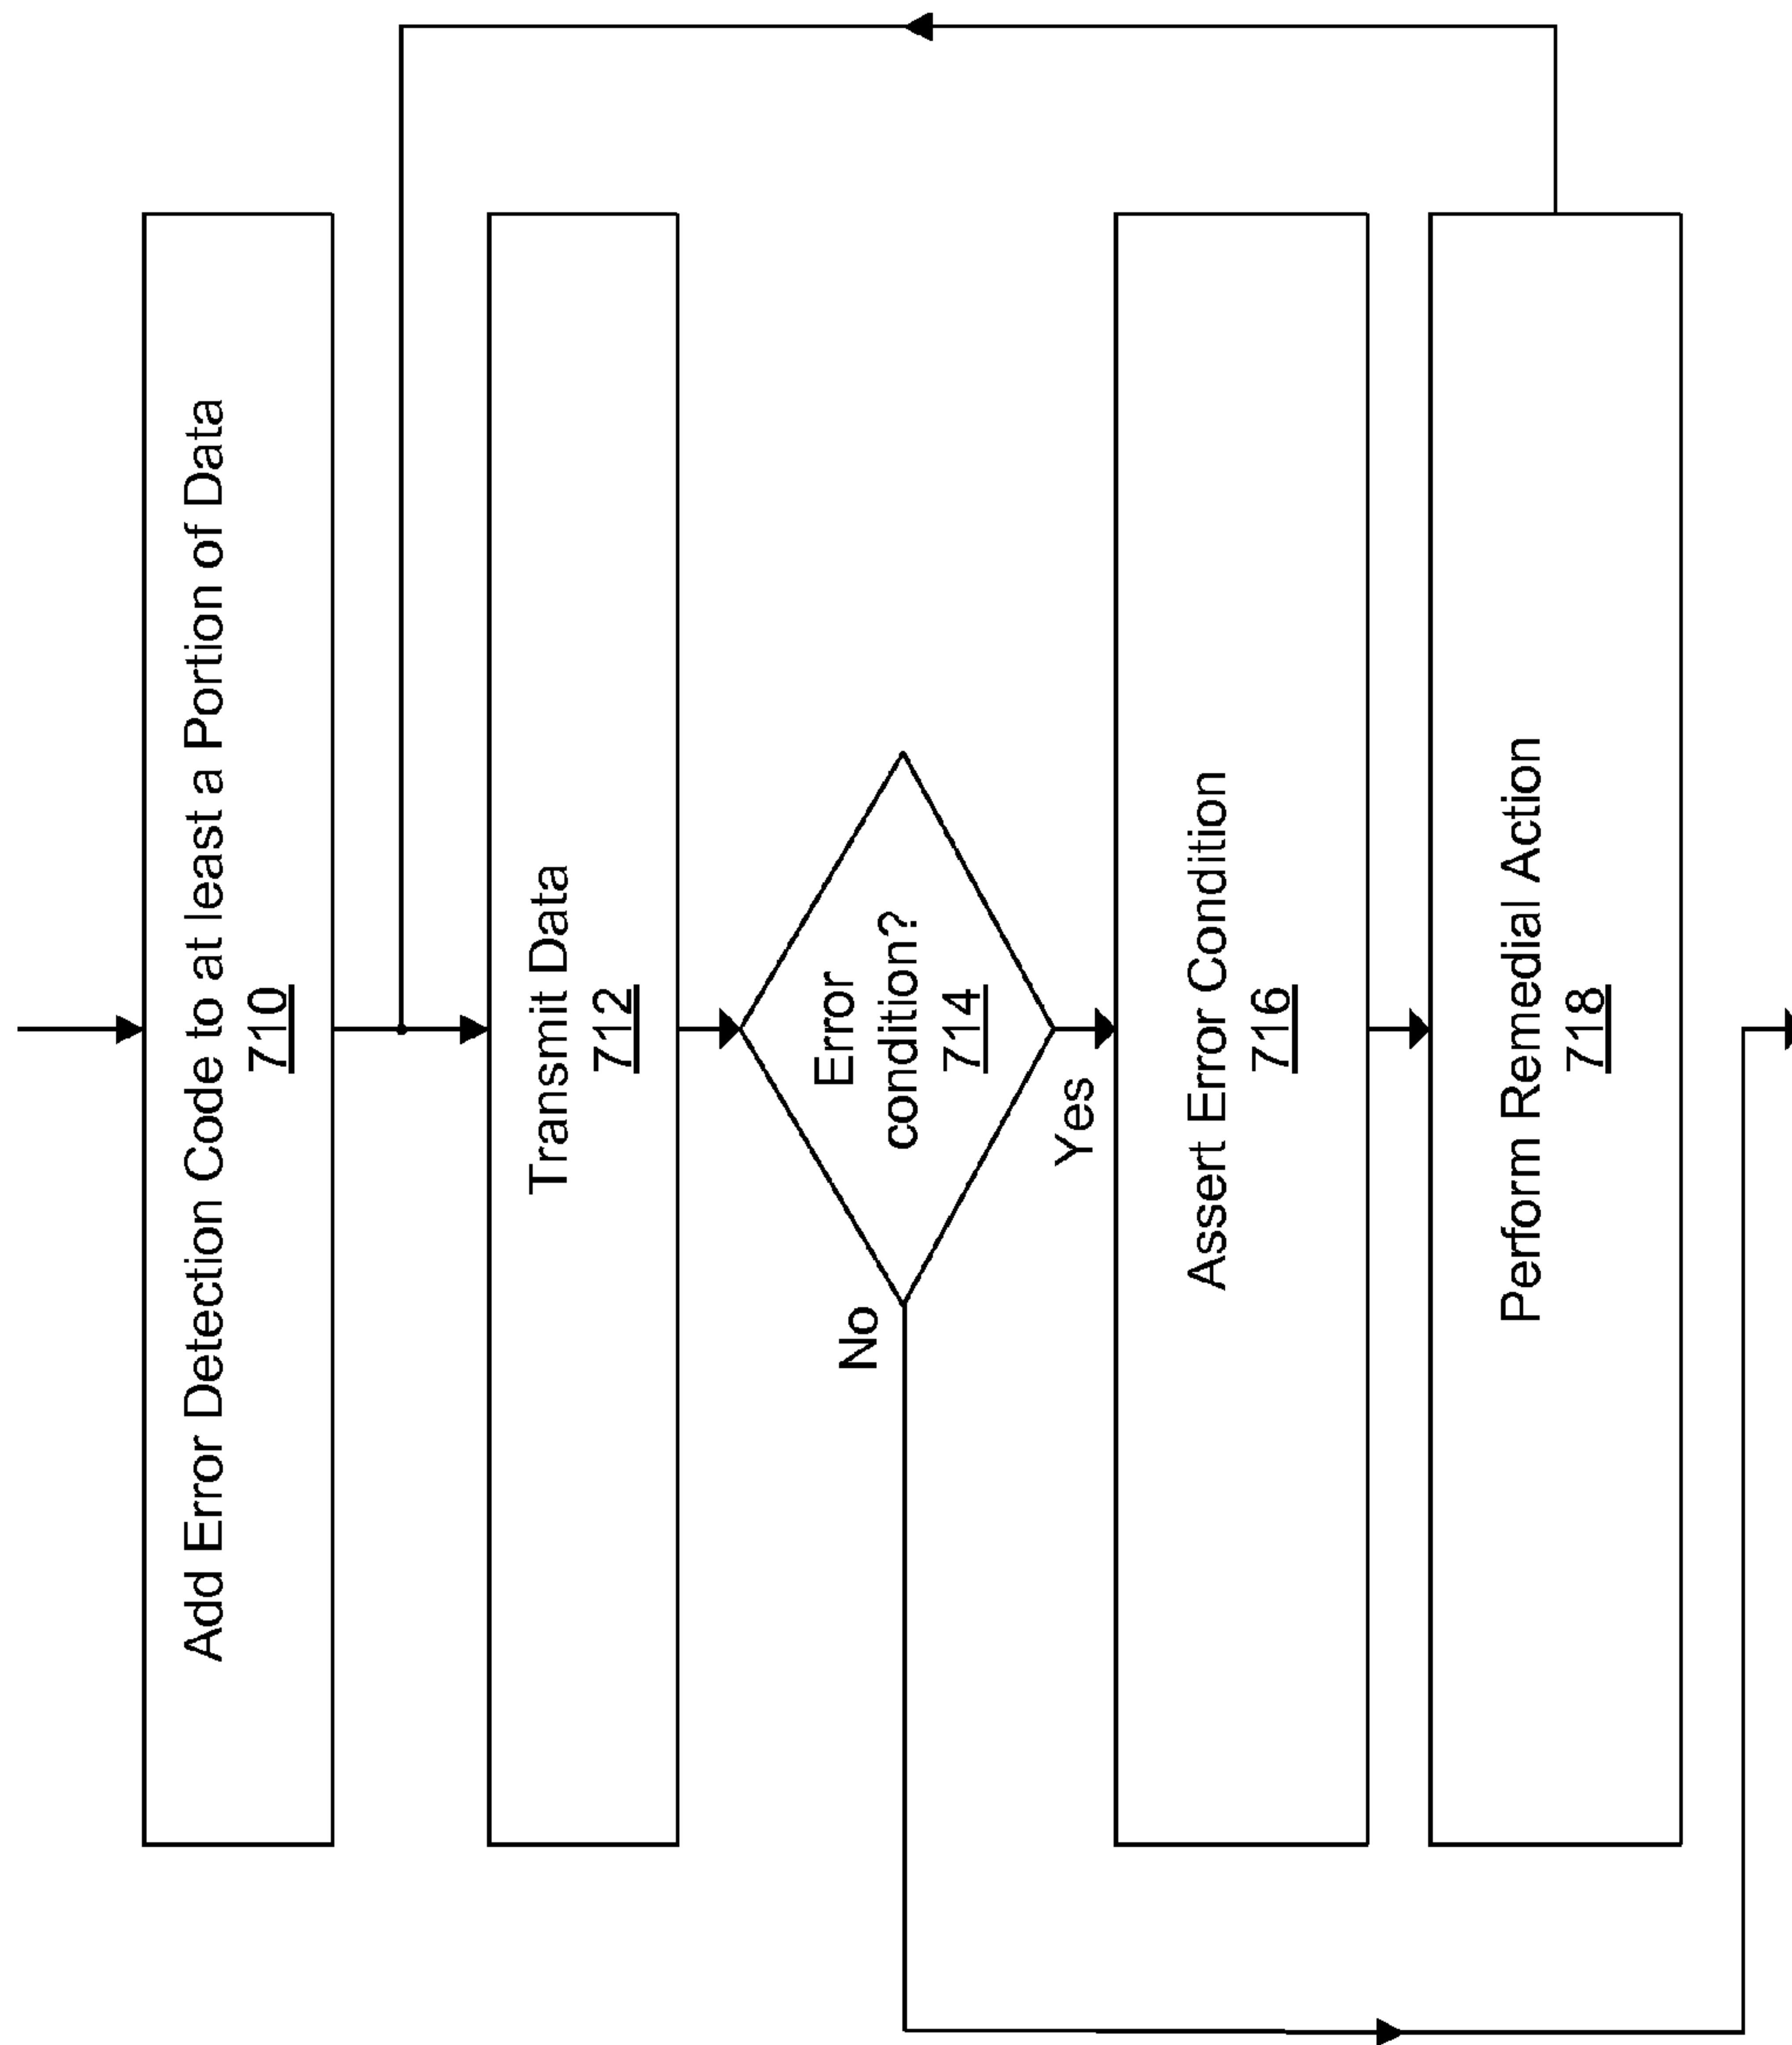 Add Error Detection Code to at least a Portion of Data
710
Transmit Data
712
Error
condition?
714
No
Yes
Assert Error Condition
716
Perform Remedial Action
718